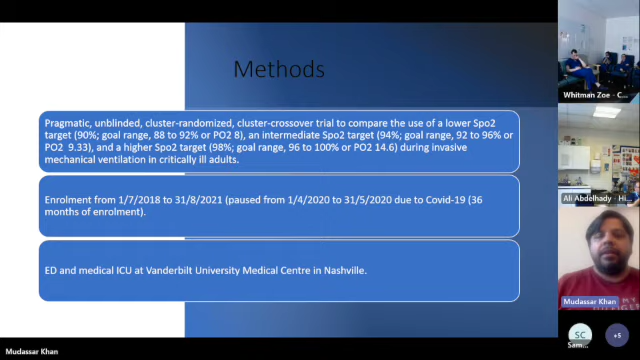 Methods
Pragmatic, unblinded, cluster-randomized, cluster-crossover trial to compare the use of a lower Spo2
target (90%; goal range, 88 to 92% or PO2 8), an intermediate Spo2 target (94%; goal range, 92 to 96% or
PO2 9.33), and a higher Spo2 target (98%; goal range, 96 to 100% or PO2 14.6) during invasive
mechanical ventilation in critically ill adults.
Enrolment from 1/7/2018 to 31/8/2021 (paused from 1/4/2020 to 31/5/2020 due to Covid-19 (36
months of enrolment).
ED and medical ICU at Vanderbilt University Medical Centre in Nashville.
Whitman Zoe - C...
Ali Abdelhady - Hi...
Mudassar Khan
SC
Sam...
+5
Mudassar Khan